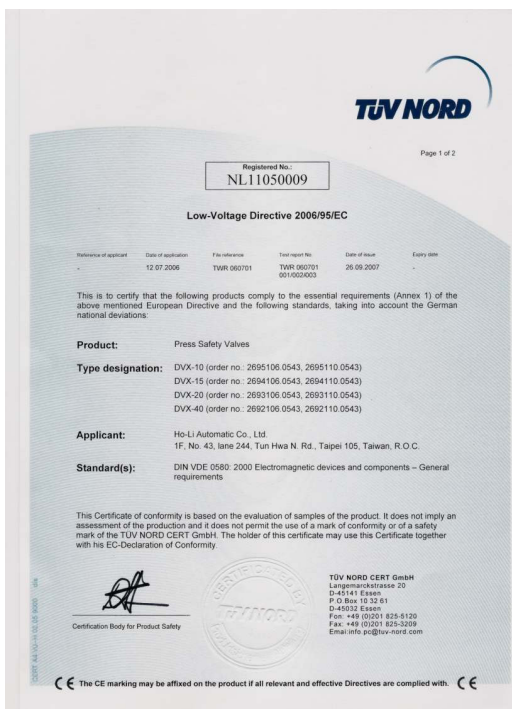 TÜV NORD
Page 1 of 2
Registered No.:
NL11050009
Low-Voltage Directive 2006/95/EC
Reference of applicant Date of application File reference Test report No. Date of issue Expiry date
- 12.07.2006 TWR 060701 TWR 060701 26.09.2007 -
001/002/003
This is to certify that the following products comply to the essential requirements (Annex 1) of the
above mentioned European Directive and the following standards, taking into account the German
national deviations:
Product: Press Safety Valves
Type designation: DVX-10 (order no.: 2695106.0543, 2695110.0543)
DVX-15 (order no.: 2694106.0543, 2694110.0543)
DVX-20 (order no.: 2693106.0543, 2693110.0543)
DVX-40 (order no.: 2692106.0543, 2692110.0543)
Applicant: Ho-Li Automatic Co., Ltd.
1F, No. 43, lane 244, Tun Hwa N. Rd., Taipei 105, Taiwan, R.O.C.
Standard(s): DIN VDE 0580: 2000 Electromagnetic devices and components – General
requirements
This Certificate of conformity is based on the evaluation of samples of the product. It does not imply an
assessment of the production and it does not permit the use of a mark of conformity or of a safety
mark of the TÜV NORD CERT GmbH. The holder of this certificate may use this Certificate together
with his EC-Declaration of Conformity.
CERTIFICATED BY
TÜV NORD
Certification Body for Product Safety
TÜV NORD CERT GmbH
Langemarckstrasse 20
D-45141 Essen
P.O.Box 10 32 61
D-45032 Essen
Fon: +49 (0)201 825-5120
Fax: +49 (0)201 825-3209
Email:info.pc@tuv-nord.com
CE The CE marking may be affixed on the product if all relevant and effective Directives are complied with. CE